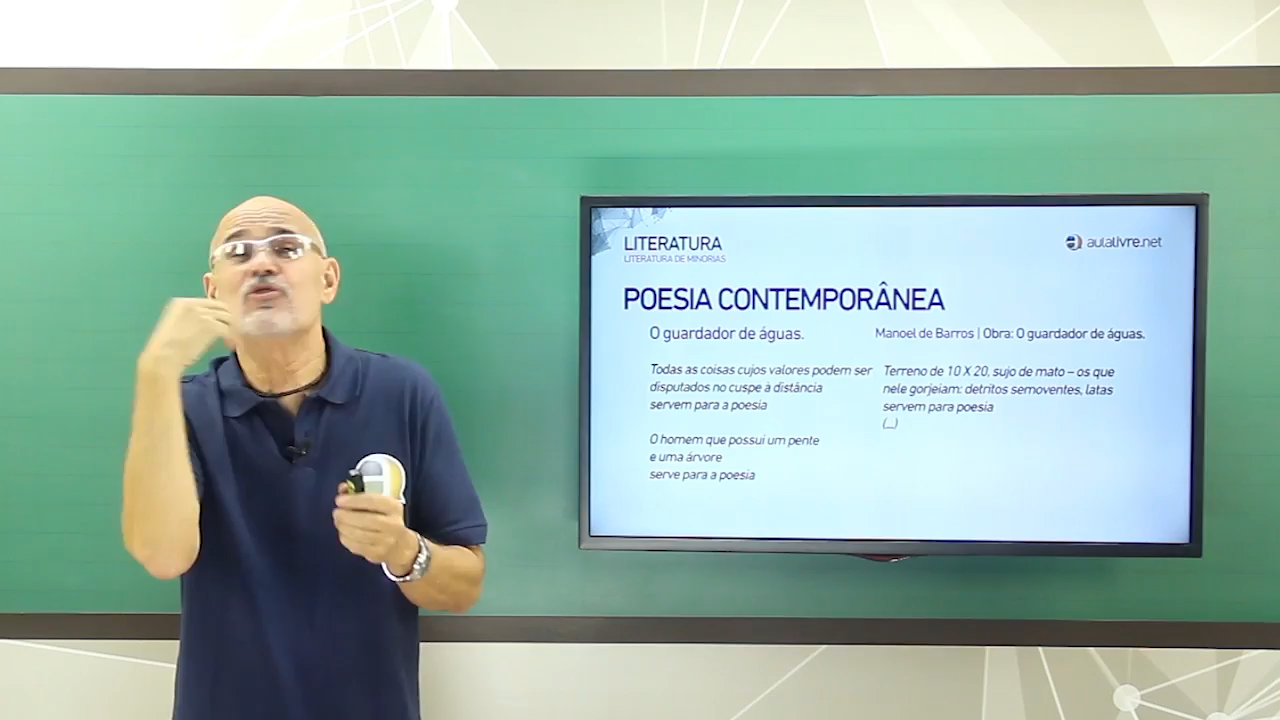 LITERATURA
LITERATURA DE MINORIAS
aulalivre.net
POESIA CONTEMPORÂNEA
O guardador de águas.
Manoel de Barros | Obra: O guardador de águas.
Todas as coisas cujos valores podem ser
disputados no cuspe à distância
servem para a poesia
O homem que possui um pente
e uma árvore
serve para a poesia
Terreno de 10 X 20, sujo de mato – os que
nele gorjeiam: detritos semoventes, latas
servem para poesia
(...)